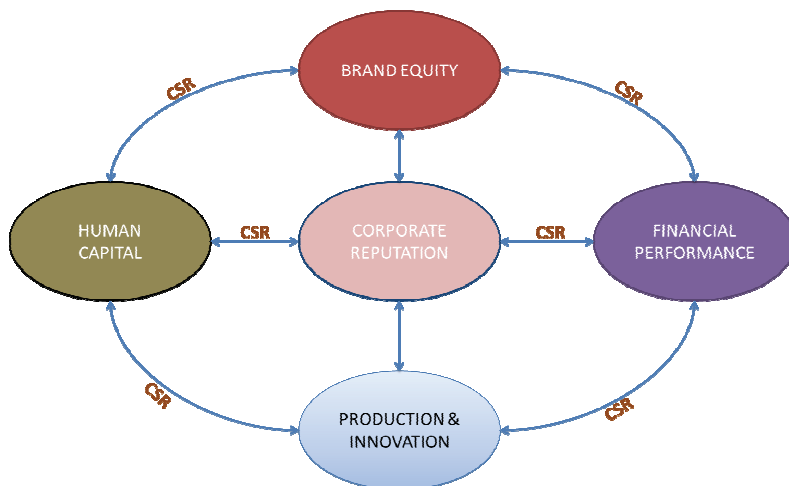 BRAND EQUITY
CSR
CSR
HUMAN
CAPITAL
CSR
CORPORATE
REPUTATION
CSR
FINANCIAL
PERFORMANCE
CSR
PRODUCTION &
INNOVATION
CSR